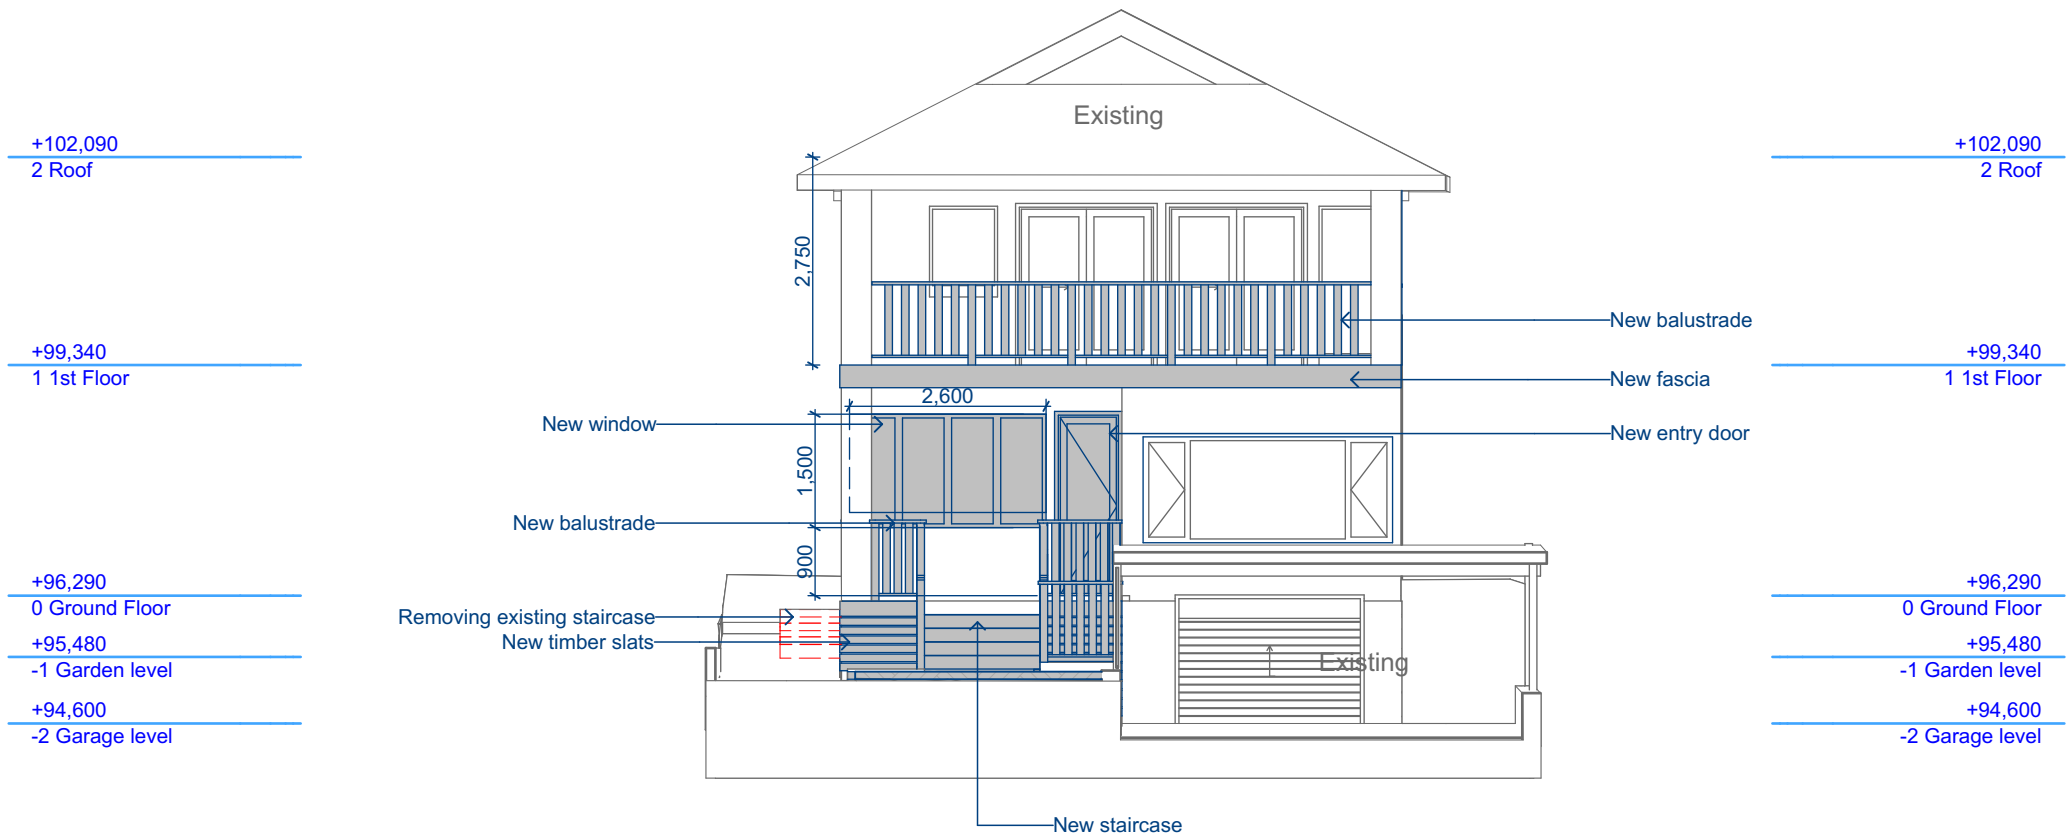 Existing
+102,090
2 Roof
+102,090
2 Roof
2,750
New balustrade
+99,340
1 1st Floor
+99,340
1 1st Floor
New fascia
2,600
New window
New entry door
1,500
New balustrade
900
+96,290
0 Ground Floor
+96,290
0 Ground Floor
Removing existing staircase
New timber slats
+95,480
-1 Garden level
Existing
+95,480
-1 Garden level
+94,600
-2 Garage level
+94,600
-2 Garage level
New staircase